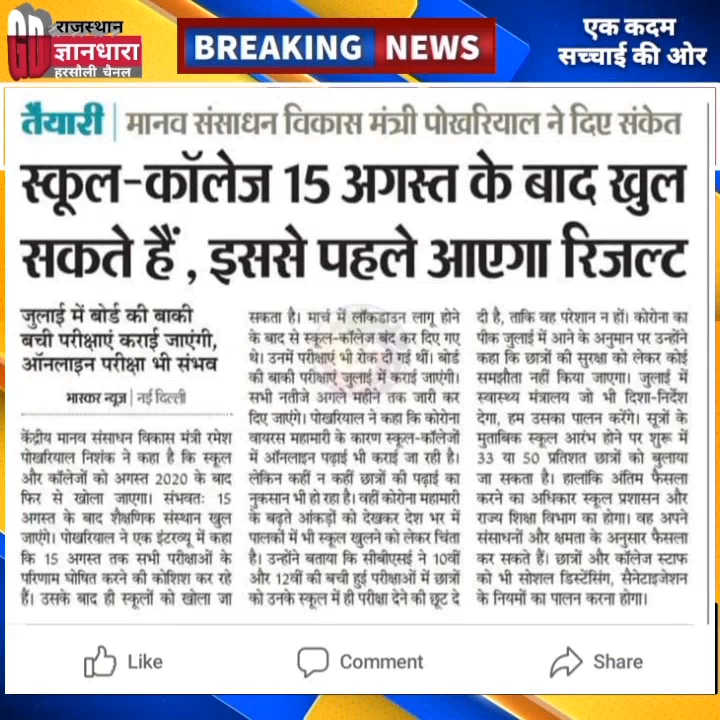 GD
राजस्थान
ज्ञानधारा
हरसौली चैनल
BREAKING NEWS
एक कदम
सच्चाई की ओर
तैयारी | मानव संसाधन विकास मंत्री पोखरियाल ने दिए संकेत
स्कूल-कॉलेज 15 अगस्त के बाद खुल
सकते हैं , इससे पहले आएगा रिजल्ट
जुलाई में बोर्ड की बाकी
बची परीक्षाएं कराई जाएंगी,
ऑनलाइन परीक्षा भी संभव
भास्कर न्यूज | नई दिल्ली
केंद्रीय मानव संसाधन विकास मंत्री रमेश
पोखरियाल निशंक ने कहा है कि स्कूल
और कॉलेजों को अगस्त 2020 के बाद
फिर से खोला जाएगा। संभवतः 15
अगस्त के बाद शैक्षणिक संस्थान खुल
जाएंगे। पोखरियाल ने एक इंटरव्यू में कहा
कि 15 अगस्त तक सभी परीक्षाओं के
परिणाम घोषित करने की कोशिश कर रहे
हैं। उसके बाद ही स्कूलों को खोला जा
सकता है। मार्च में लॉकडाउन लागू होने
के बाद से स्कूल-कॉलेज बंद कर दिए गए
थे। उनमें परीक्षाएं भी रोक दी गई थीं। बोर्ड
की बाकी परीक्षाएं जुलाई में कराई जाएंगी।
सभी नतीजे अगले महीने तक जारी कर
दिए जाएंगे। पोखरियाल ने कहा कि कोरोना
वायरस महामारी के कारण स्कूल-कॉलेजों
में ऑनलाइन पढ़ाई भी कराई जा रही है।
लेकिन कहीं न कहीं छात्रों की पढ़ाई का
नुकसान भी हो रहा है। वहीं कोरोना महामारी
के बढ़ते आंकड़ों को देखकर देश भर में
पालकों में भी स्कूल खुलने को लेकर चिंता
है। उन्होंने बताया कि सीबीएसई ने 10वीं
और 12वीं की बची हुई परीक्षाओं में छात्रों
को उनके स्कूल में ही परीक्षा देने की छूट दे
दी है, ताकि वह परेशान न हों। कोरोना का
पीक जुलाई में आने के अनुमान पर उन्होंने
कहा कि छात्रों की सुरक्षा को लेकर कोई
समझौता नहीं किया जाएगा। जुलाई में
स्वास्थ्य मंत्रालय जो भी दिशा-निर्देश
देगा, हम उसका पालन करेंगे। सूत्रों के
मुताबिक स्कूल आरंभ होने पर शुरू में
33 या 50 प्रतिशत छात्रों को बुलाया
जा सकता है। हालांकि अंतिम फैसला
करने का अधिकार स्कूल प्रशासन और
राज्य शिक्षा विभाग का होगा। वह अपने
संसाधनों और क्षमता के अनुसार फैसला
कर सकते हैं। छात्रों और कॉलेज स्टाफ
को भी सोशल डिस्टेंसिंग, सैनेटाइजेशन
के नियमों का पालन करना होगा।
Like Comment Share